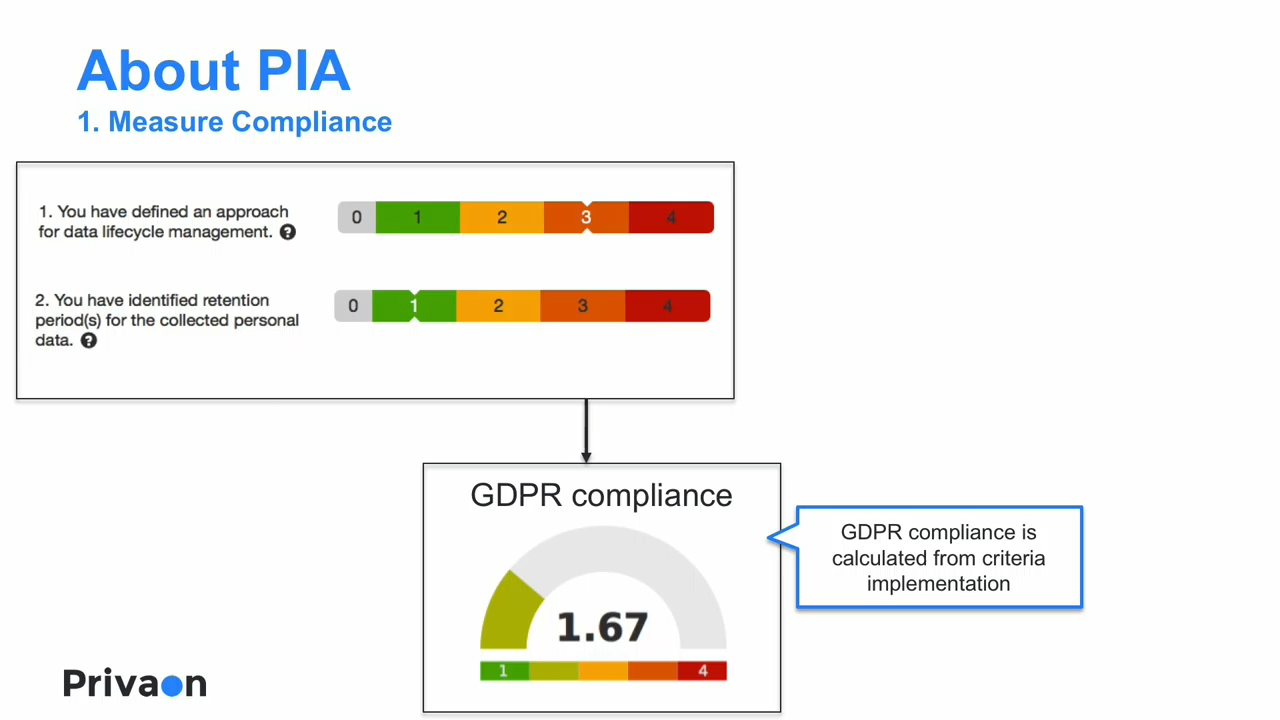 About PIA
1. Measure Compliance
1. You have defined an approach
for data lifecycle management. ?
0 1 2 3 4
2. You have identified retention
period(s) for the collected personal
data. ?
0 1 2 3 4
GDPR compliance
1.67
1 4
GDPR compliance is
calculated from criteria
implementation
Privaon